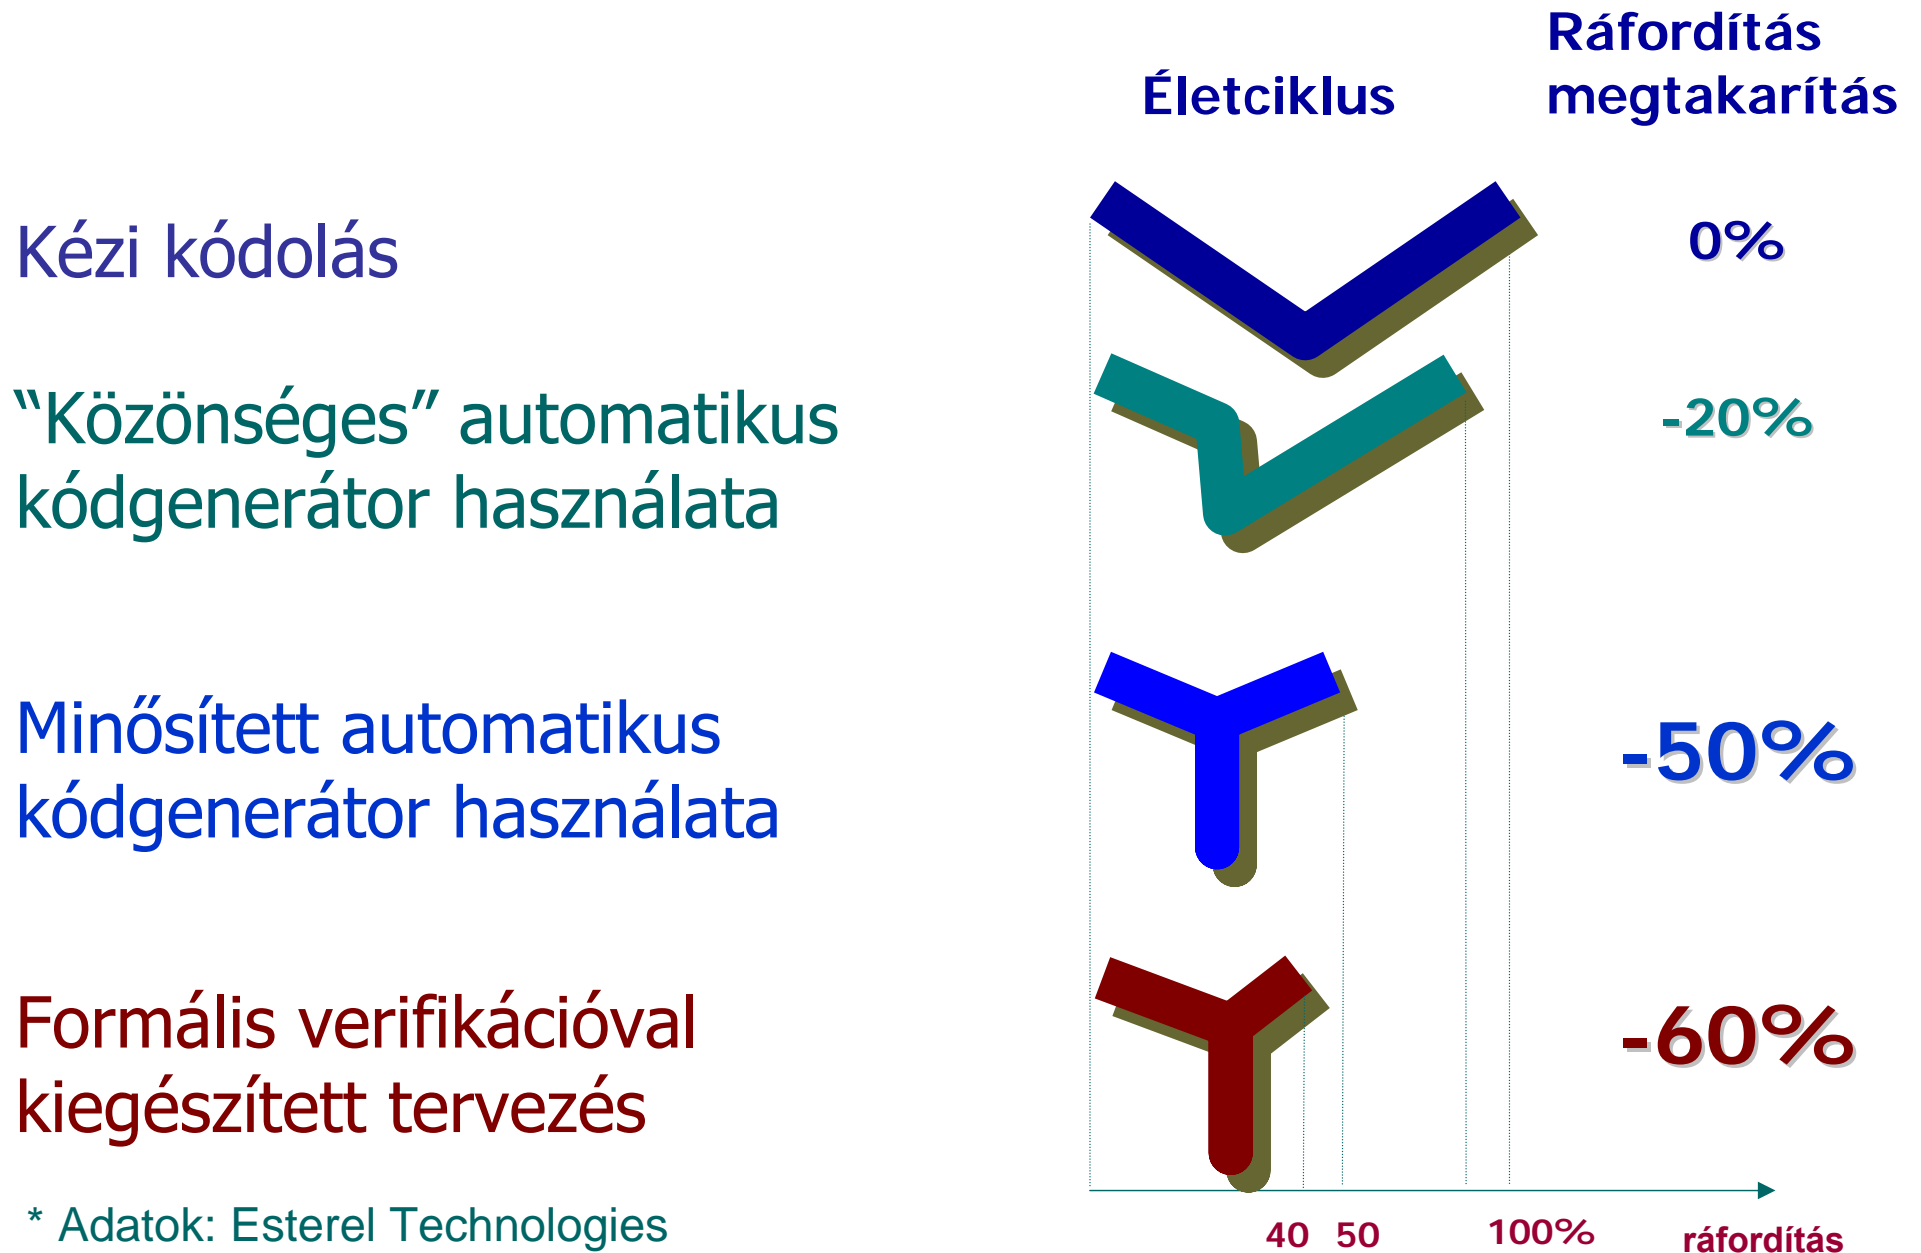 Életciklus
Ráfordítás
megtakarítás
Kézi kódolás
0%
“Közönséges” automatikus
kódgenerátor használata
-20%
Minősített automatikus
kódgenerátor használata
-50%
Formális verifikációval
kiegészített tervezés
-60%
* Adatok: Esterel Technologies
40 50 100% ráfordítás